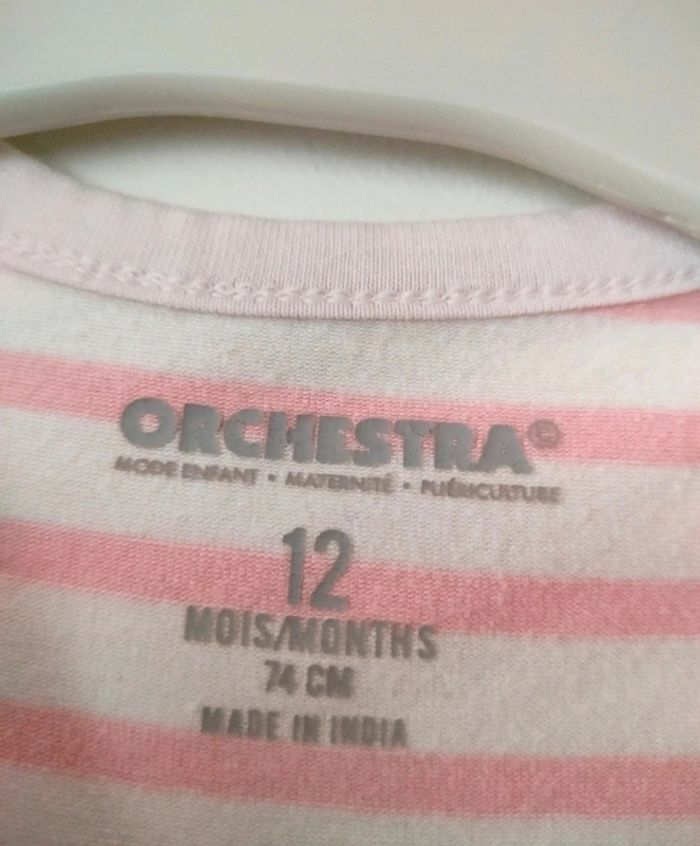 ORCHESTRA®
MODE ENFANT • MATERNITÉ • PUÉRICULTURE
12
MOIS/MONTHS
74 CM
MADE IN INDIA